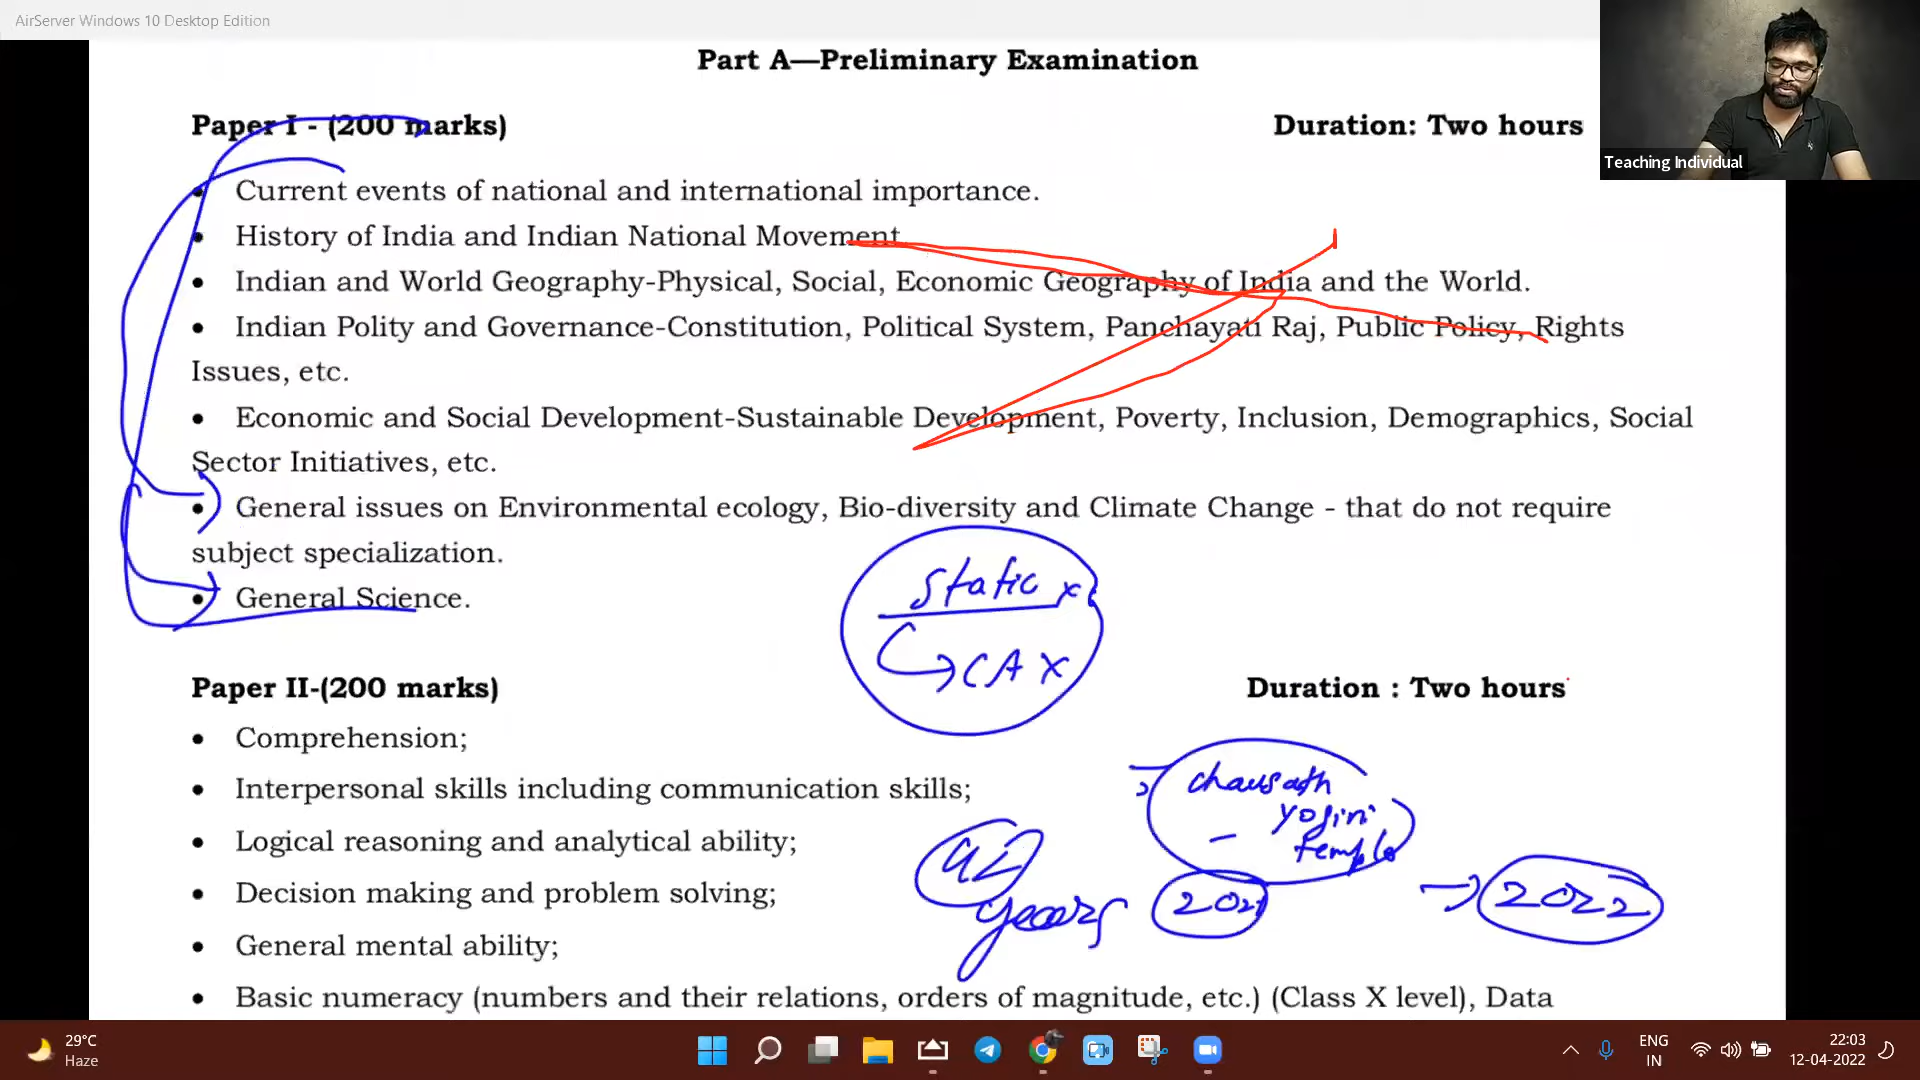 AirServer Windows 10 Desktop Edition
Part A—Preliminary Examination
Paper I - (200 marks) Duration: Two hours
Teaching Individual
• Current events of national and international importance.
• History of India and Indian National Movement
• Indian and World Geography-Physical, Social, Economic Geography of India and the World.
• Indian Polity and Governance-Constitution, Political System, Panchayati Raj, Public Policy, Rights
Issues, etc.
• Economic and Social Development-Sustainable Development, Poverty, Inclusion, Demographics, Social
Sector Initiatives, etc.
• General issues on Environmental ecology, Bio-diversity and Climate Change - that do not require
subject specialization.
• General Science.
Static x
CA X
Paper II-(200 marks) Duration : Two hours
• Comprehension;
• Interpersonal skills including communication skills;
• Logical reasoning and analytical ability;
• Decision making and problem solving;
• General mental ability;
• Basic numeracy (numbers and their relations, orders of magnitude, etc.) (Class X level), Data
chausath
yogini
temple
years
2021
2022
29°C
Haze
ENG
IN
22:03
12-04-2022